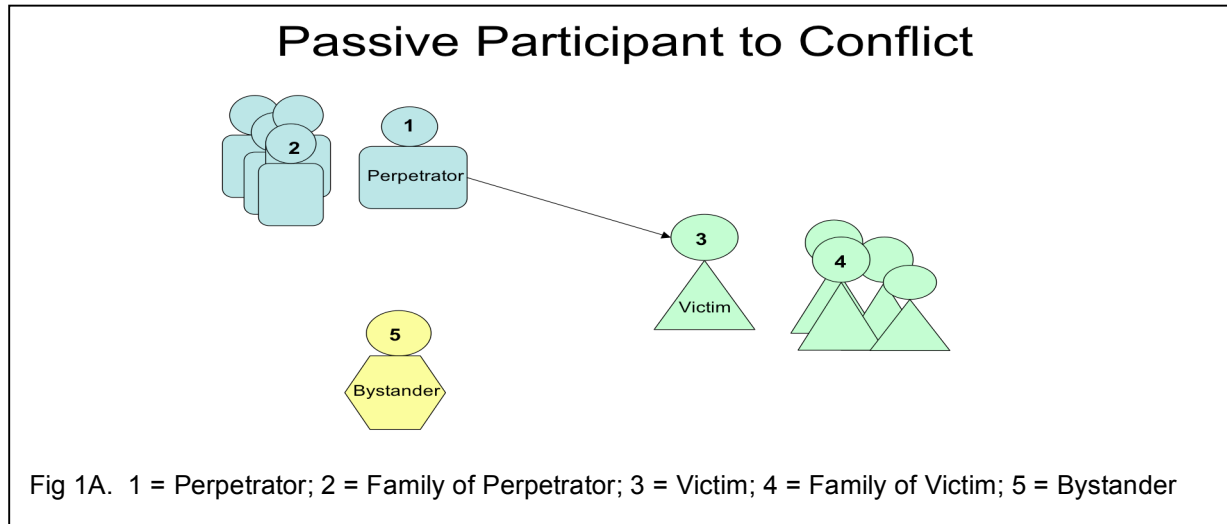 Passive Participant to Conflict
1
2
Perpetrator
3
4
Victim
5
Bystander
Fig 1A. 1 = Perpetrator; 2 = Family of Perpetrator; 3 = Victim; 4 = Family of Victim; 5 = Bystander